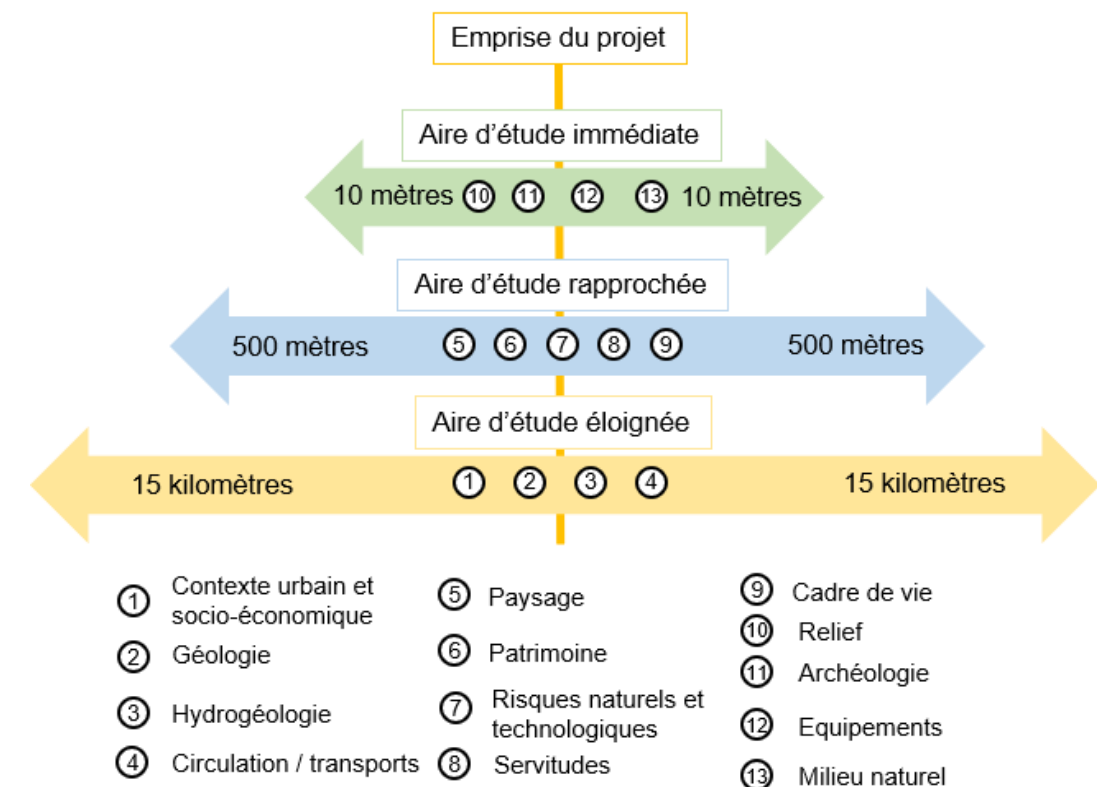 Emprise du projet
Aire d'étude immédiate
10 mètres 10 11 12 13 10 mètres
Aire d'étude rapprochée
500 mètres 5 6 7 8 9 500 mètres
Aire d'étude éloignée
15 kilomètres 1 2 3 4 15 kilomètres
1 Contexte urbain et
socio-économique
2 Géologie
3 Hydrogéologie
4 Circulation / transports
5 Paysage
6 Patrimoine
7 Risques naturels et
technologiques
8 Servitudes
9 Cadre de vie
10 Relief
11 Archéologie
12 Equipements
13 Milieu naturel